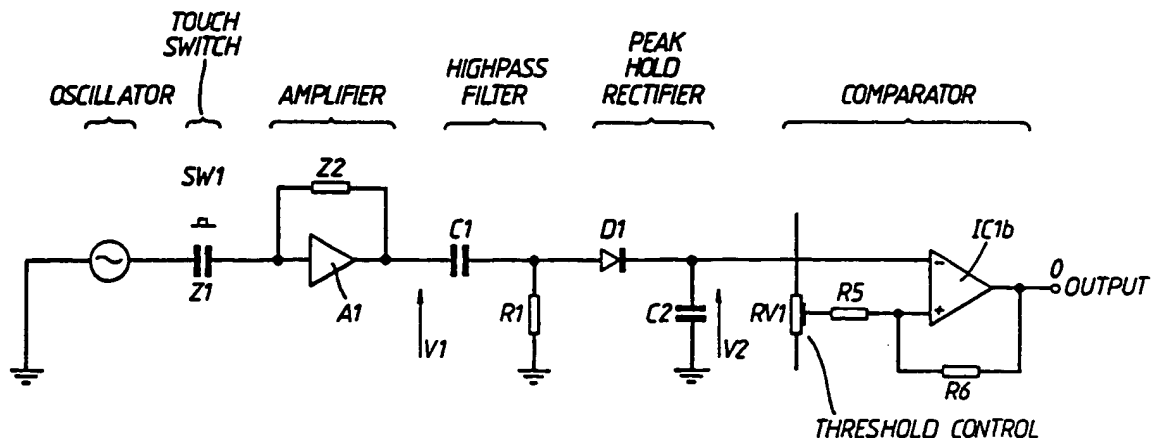 TOUCH
SWITCH
OSCILLATOR
AMPLIFIER
HIGHPASS
FILTER
PEAK
HOLD
RECTIFIER
COMPARATOR
SW1
Z2
Z1
A1
C1
V1
R1
D1
C2
V2
RV1
R5
IC1b
-
+
R6
O
OUTPUT
THRESHOLD CONTROL